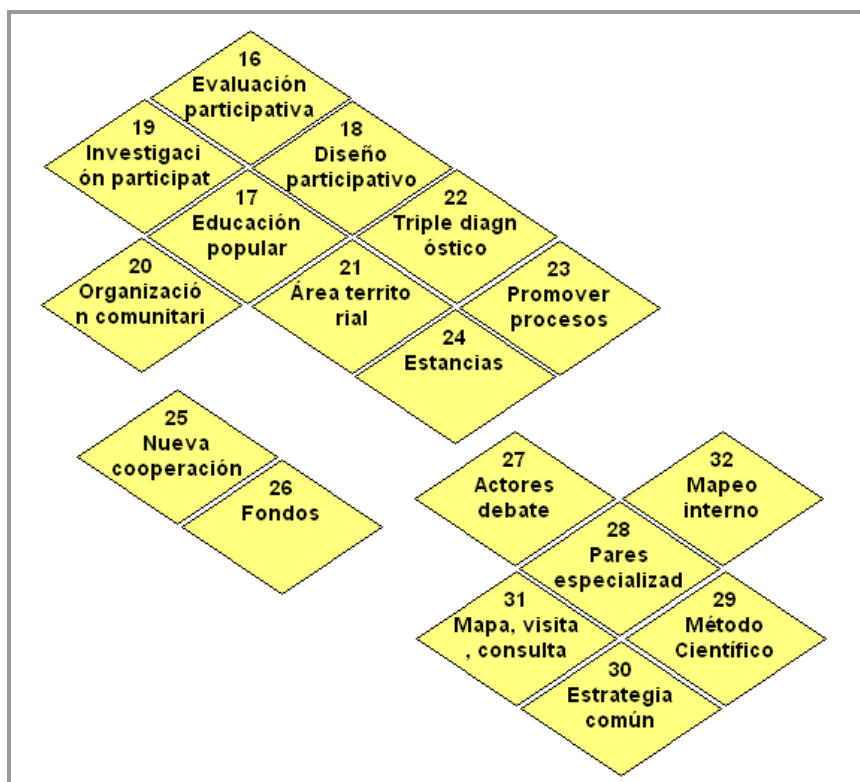 16
Evaluación
participativa
19
Investigaci
ón participat
18
Diseño
participativo
17
Educación
popular
22
Triple diagn
óstico
20
Organizació
n comunitari
21
Área territo
rial
23
Promover
procesos
24
Estancias
25
Nueva
cooperación
26
Fondos
27
Actores
debate
32
Mapeo
interno
28
Pares
especializad
31
Mapa, visita
, consulta
29
Método
Científico
30
Estrategia
común